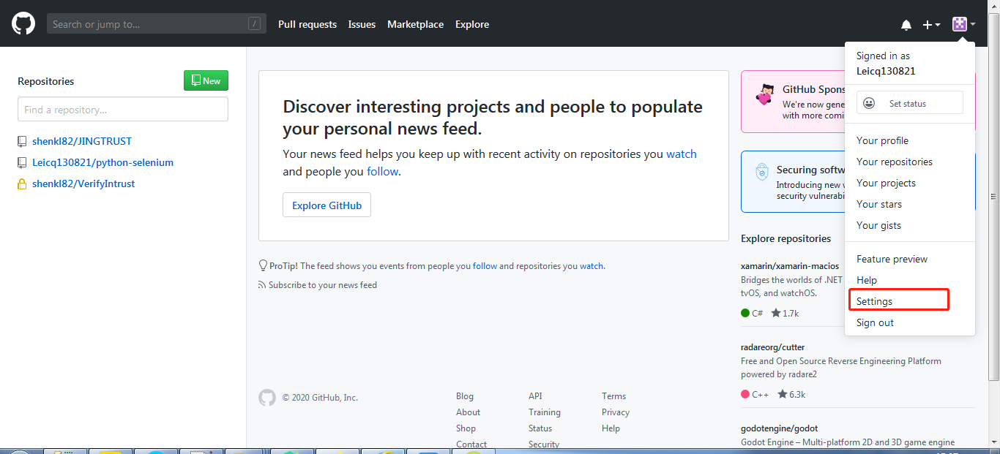 Search or jump to…
/
Pull requests
Issues
Marketplace
Explore
Repositories
New
Find a repository…
shenkl82/JINGTRUST
Leicq130821/python-selenium
shenkl82/VerifyIntrust
Discover interesting projects and people to populate
your personal news feed.
Your news feed helps you keep up with recent activity on repositories you watch
and people you follow.
Explore GitHub
ProTip! The feed shows you events from people you follow and repositories you watch.
Subscribe to your news feed
© 2020 GitHub, Inc.
Blog
About
Shop
Contact
API
Training
Status
Security
Terms
Privacy
Help
GitHub Spons
We're now gene
with more comi
Securing softw
Introducing new
security vulnerabi
Explore repositories
xamarin/xamarin-macios
Bridges the worlds of .NET
tvOS, and watchOS.
C# 1.7k
radareorg/cutter
Free and Open Source Reverse Engineering Platform
powered by radare2
C++ 6.3k
godotengine/godot
Godot Engine – Multi-platform 2D and 3D game engine
Signed in as
Leicq130821
Set status
Your profile
Your repositories
Your projects
Your stars
Your gists
Feature preview
Help
Settings
Sign out